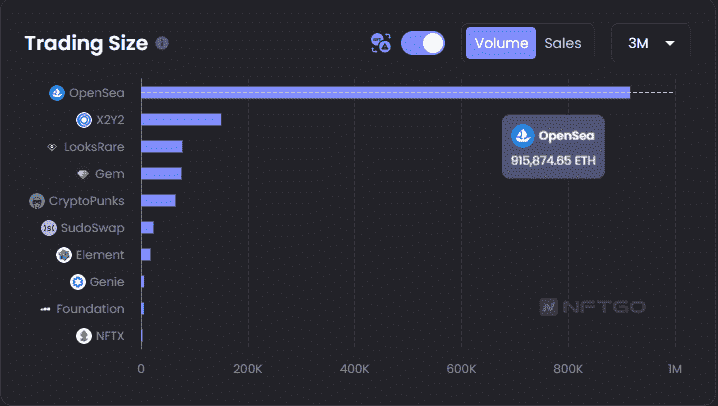 Trading Size
Volume Sales
3M
OpenSea
X2Y2
LooksRare
Gem
CryptoPunks
SudoSwap
Element
Genie
Foundation
NFTX
OpenSea
915,874.65 ETH
NFTGO
0 200K 400K 600K 800K 1M